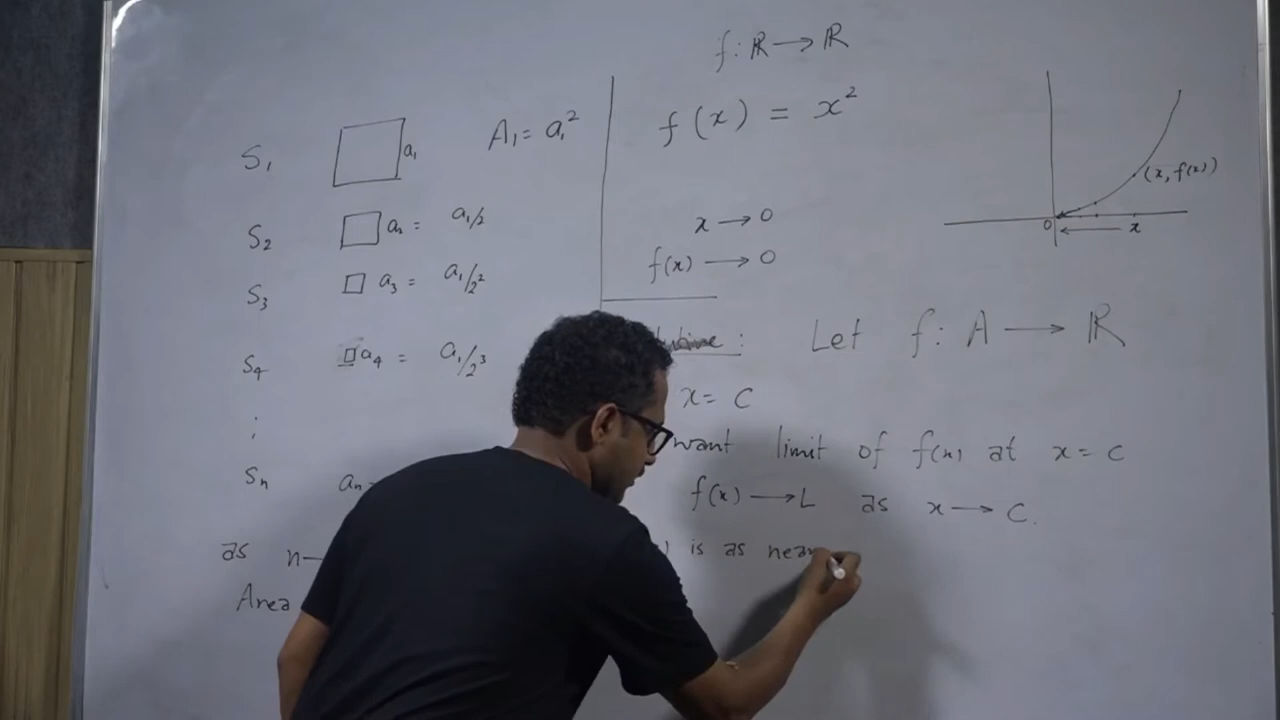 S₁ a₁ A₁ = a₁²
S₂ a₂ = a₁/2
S₃ a₃ = a₁/2²
S₄ a₄ = a₁/2³
⋮
Sₙ aₙ
as n
Area
f: ℝ → ℝ
f(x) = x²
x → 0
f(x) → 0
(x, f(x))
0 ← x
: Let f: A → ℝ
x = c
want limit of f(x) at x = c
f(x) → L as x → c.
) is as near